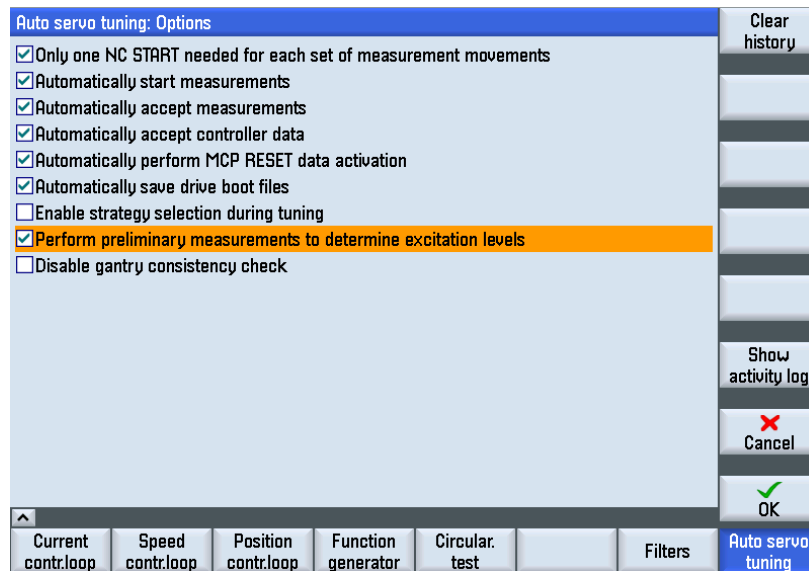 Auto servo tuning: Options
Clear
history
Only one NC START needed for each set of measurement movements
Automatically start measurements
Automatically accept measurements
Automatically accept controller data
Automatically perform MCP RESET data activation
Automatically save drive boot files
Enable strategy selection during tuning
Perform preliminary measurements to determine excitation levels
Disable gantry consistency check
Show
activity log
Cancel
OK
Current
contr.loop
Speed
contr.loop
Position
contr.loop
Function
generator
Circular.
test
Filters
Auto servo
tuning